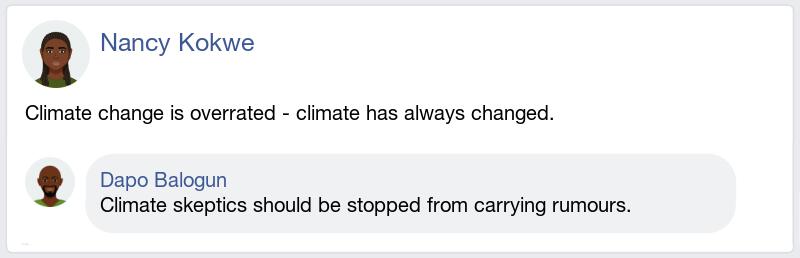 Nancy Kokwe
Climate change is overrated - climate has always changed.
Dapo Balogun
Climate skeptics should be stopped from carrying rumours.